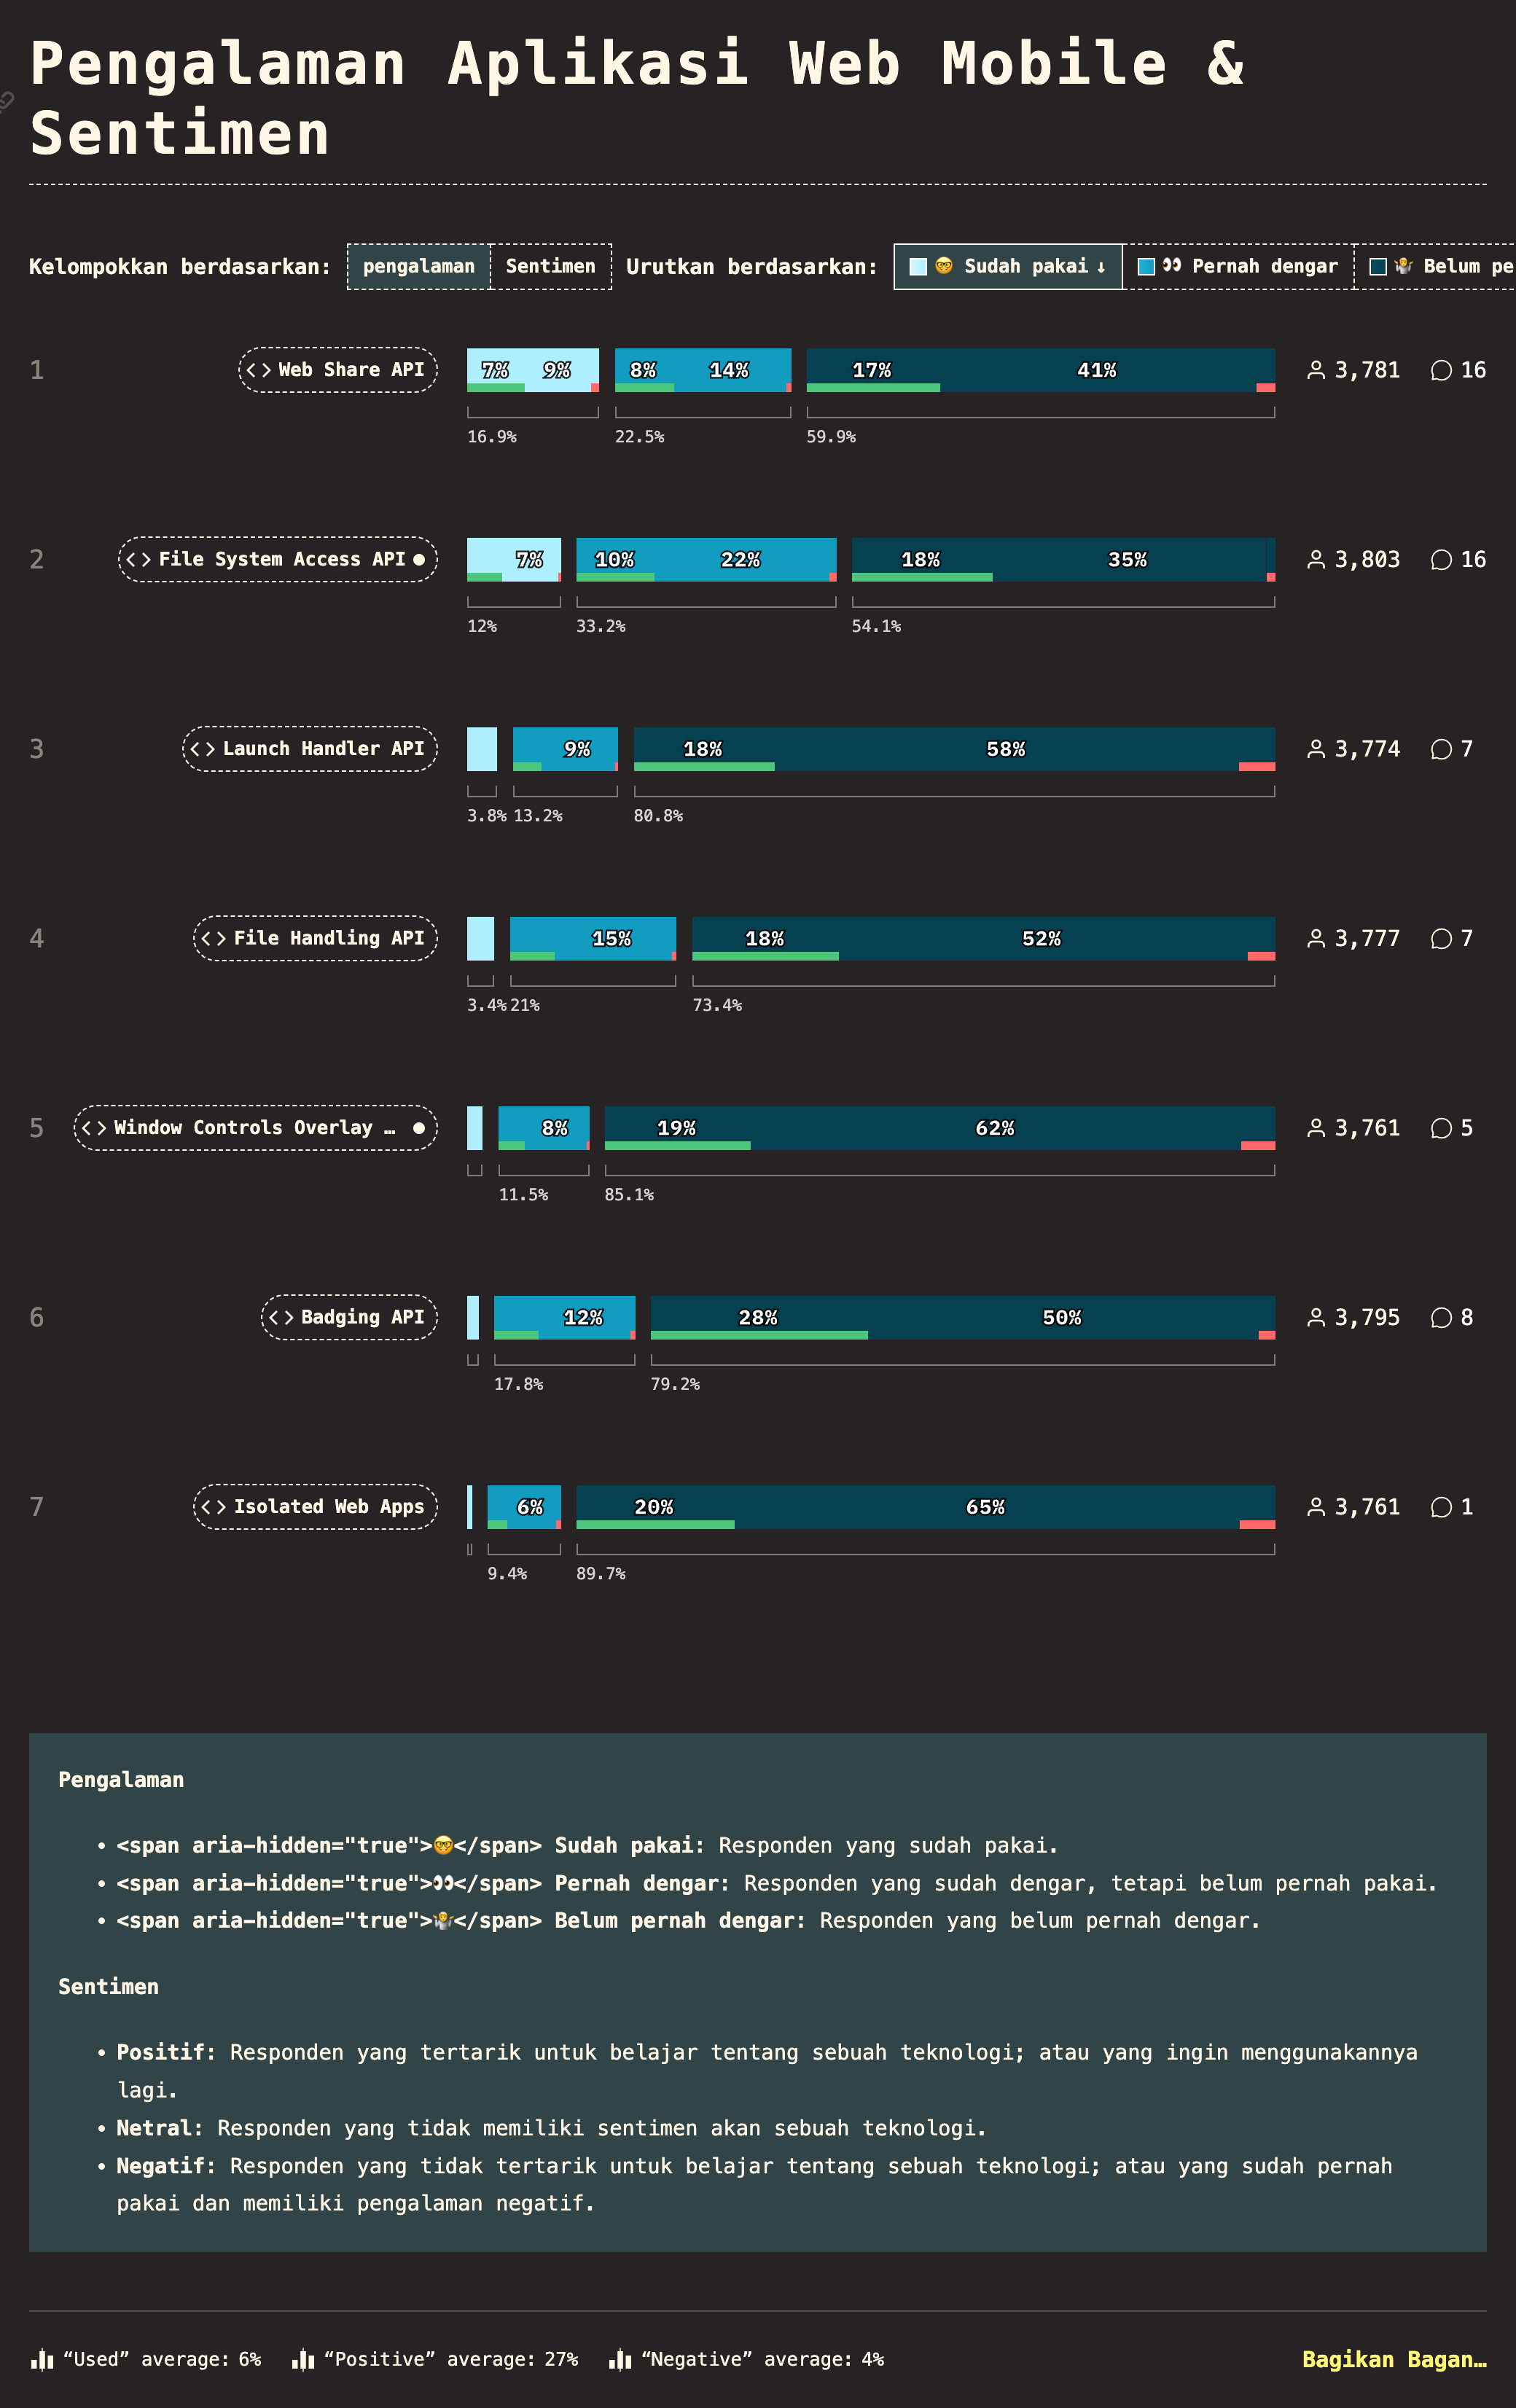 Pengalaman Aplikasi Web Mobile &
Sentimen
Kelompokkan berdasarkan: pengalaman Sentimen Urutkan berdasarkan: 🤓 Sudah pakai ↓ 👀 Pernah dengar 🤷 Belum pe
1 <> Web Share API 7% 9% 8% 14% 17% 41% 3,781 16
16.9% 22.5% 59.9%
2 <> File System Access API 7% 10% 22% 18% 35% 3,803 16
12% 33.2% 54.1%
3 <> Launch Handler API 9% 18% 58% 3,774 7
3.8% 13.2% 80.8%
4 <> File Handling API 15% 18% 52% 3,777 7
3.4% 21% 73.4%
5 <> Window Controls Overlay … 8% 19% 62% 3,761 5
11.5% 85.1%
6 <> Badging API 12% 28% 50% 3,795 8
17.8% 79.2%
7 <> Isolated Web Apps 6% 20% 65% 3,761 1
9.4% 89.7%
Pengalaman
• <span aria-hidden="true">🤓</span> Sudah pakai: Responden yang sudah pakai.
• <span aria-hidden="true">👀</span> Pernah dengar: Responden yang sudah dengar, tetapi belum pernah pakai.
• <span aria-hidden="true">🤷</span> Belum pernah dengar: Responden yang belum pernah dengar.
Sentimen
• Positif: Responden yang tertarik untuk belajar tentang sebuah teknologi; atau yang ingin menggunakannya
lagi.
• Netral: Responden yang tidak memiliki sentimen akan sebuah teknologi.
• Negatif: Responden yang tidak tertarik untuk belajar tentang sebuah teknologi; atau yang sudah pernah
pakai dan memiliki pengalaman negatif.
“Used” average: 6% “Positive” average: 27% “Negative” average: 4% Bagikan Bagan…